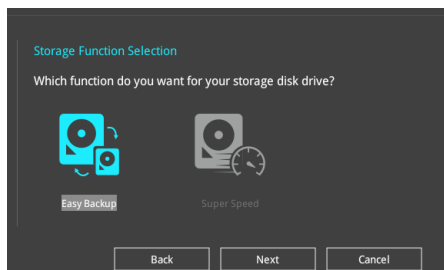 Storage Function Selection
Which function do you want for your storage disk drive?
Easy Backup
Super Speed
Back
Next
Cancel